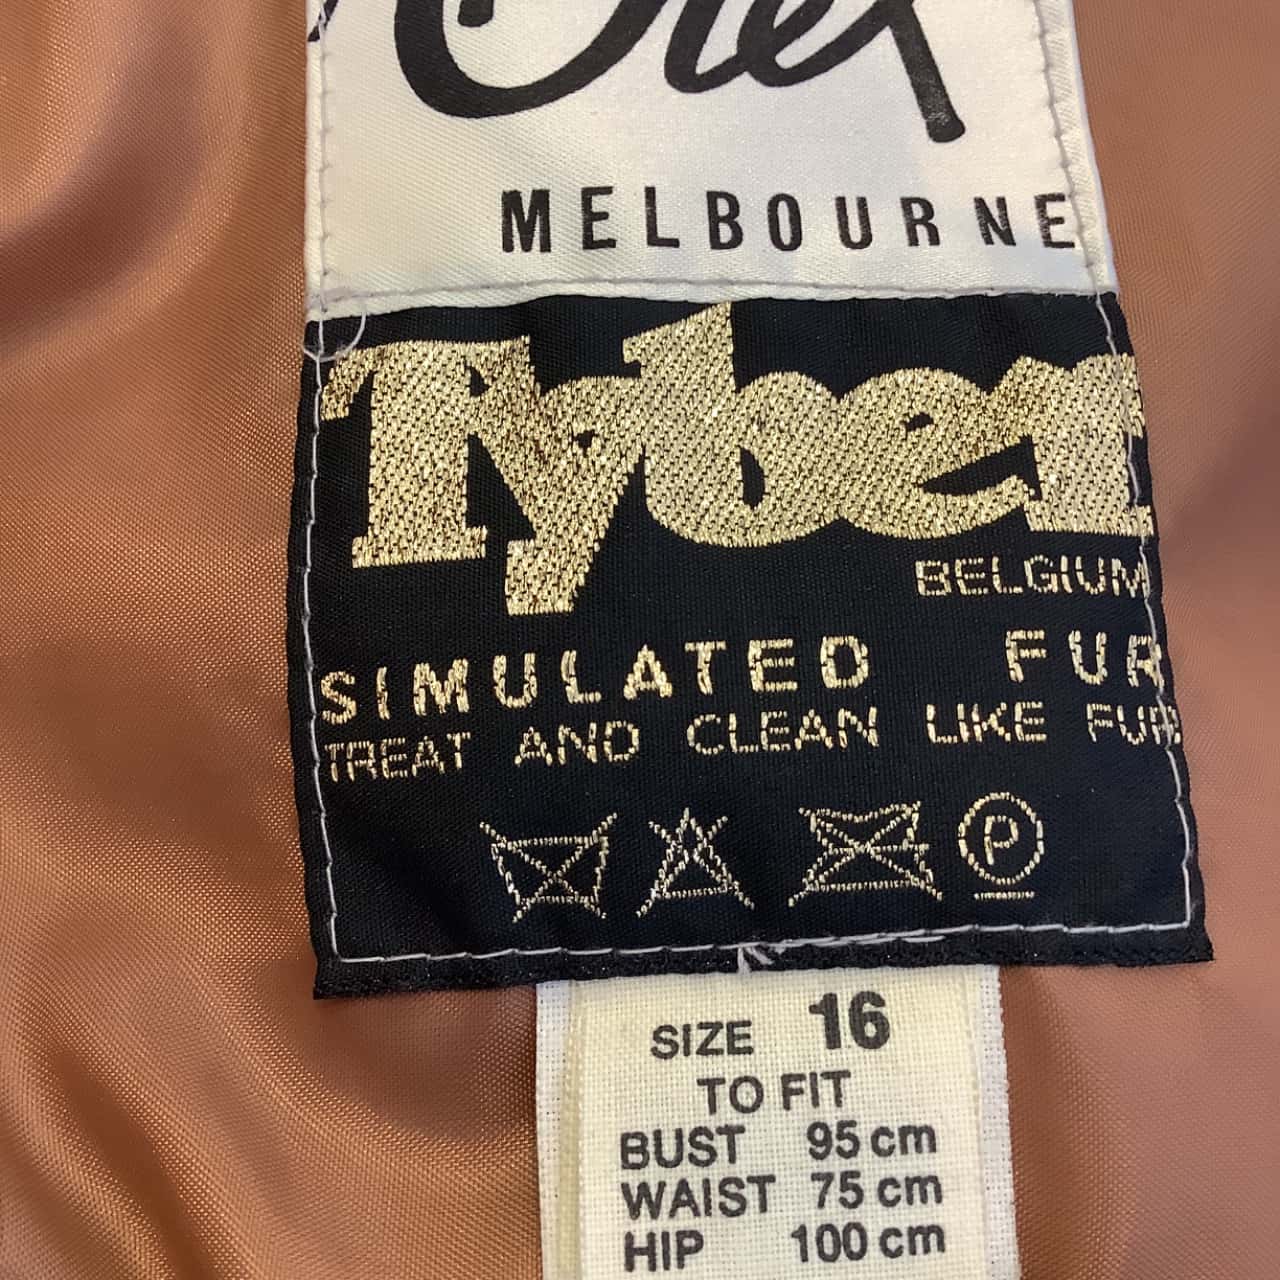 MELBOURNE
Tyber
BELGIUM
SIMULATED FUR
TREAT AND CLEAN LIKE FUR
P
SIZE 16
TO FIT
BUST 95 cm
WAIST 75 cm
HIP 100 cm